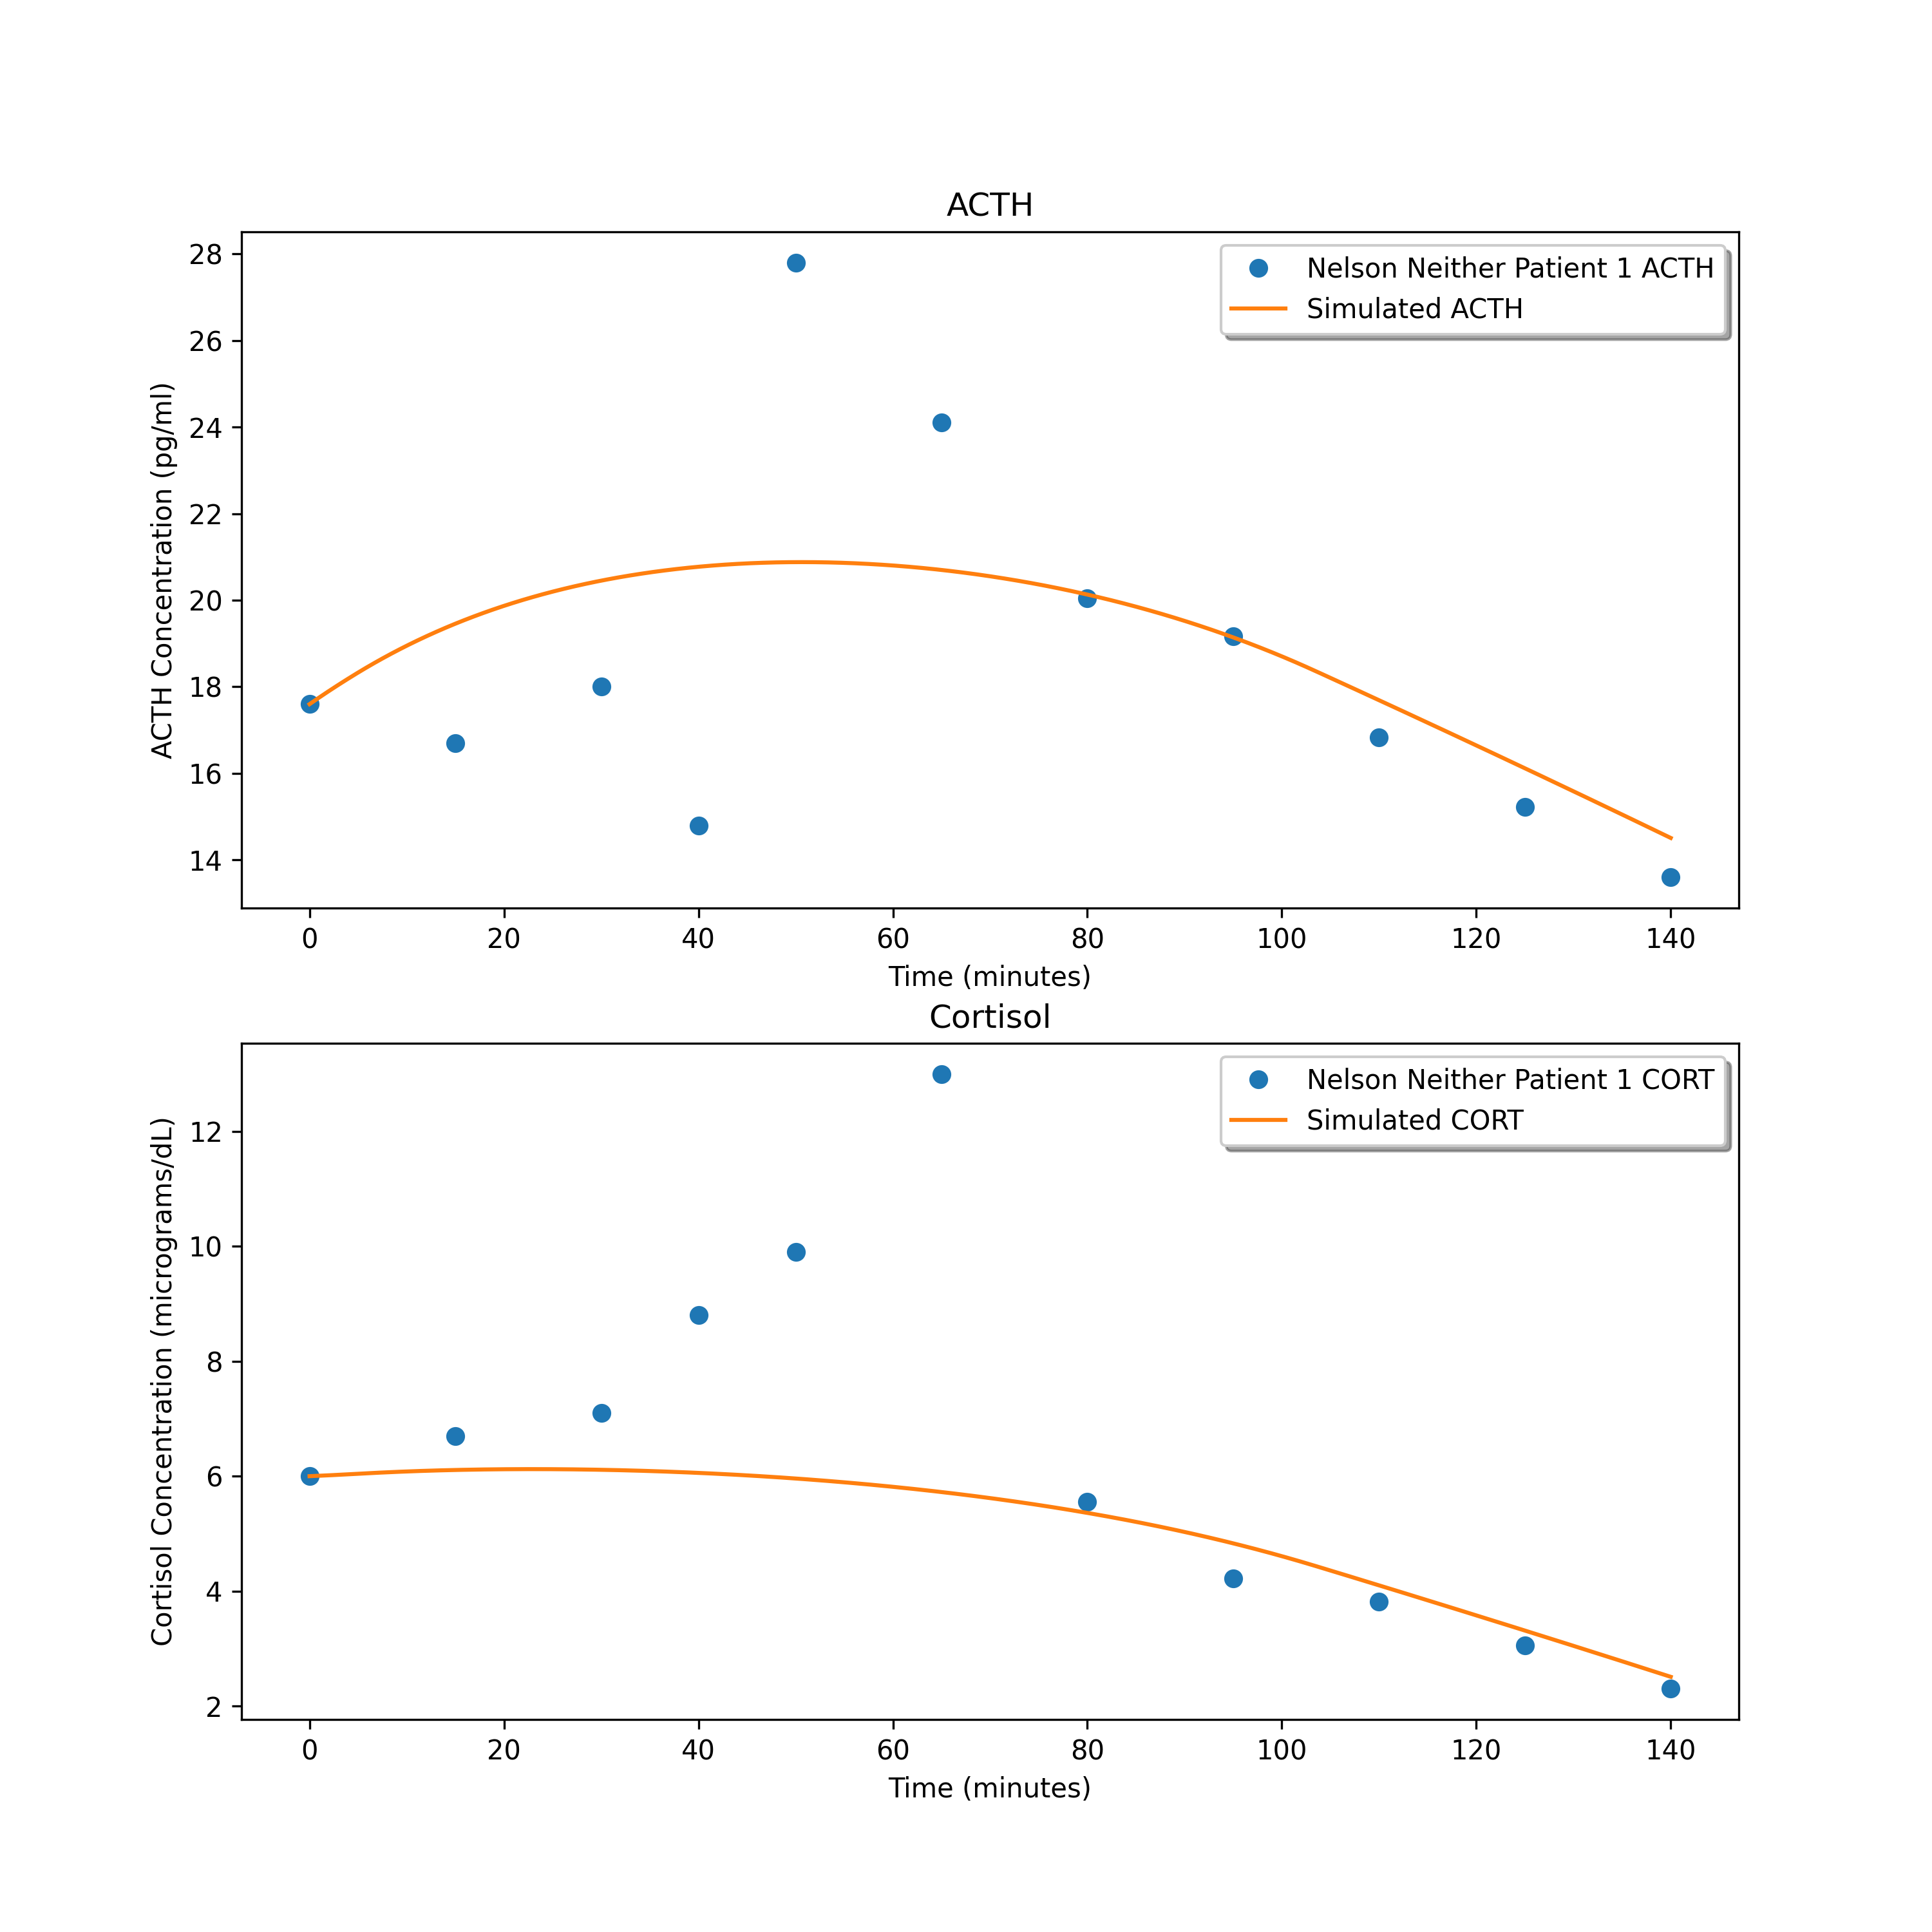 ACTH
28
26
24
22
20
18
16
14
ACTH Concentration (pg/ml)
Nelson Neither Patient 1 ACTH
Simulated ACTH
0 20 40 60 80 100 120 140
Time (minutes)
Cortisol
12
10
8
6
4
2
Cortisol Concentration (micrograms/dL)
Nelson Neither Patient 1 CORT
Simulated CORT
0 20 40 60 80 100 120 140
Time (minutes)